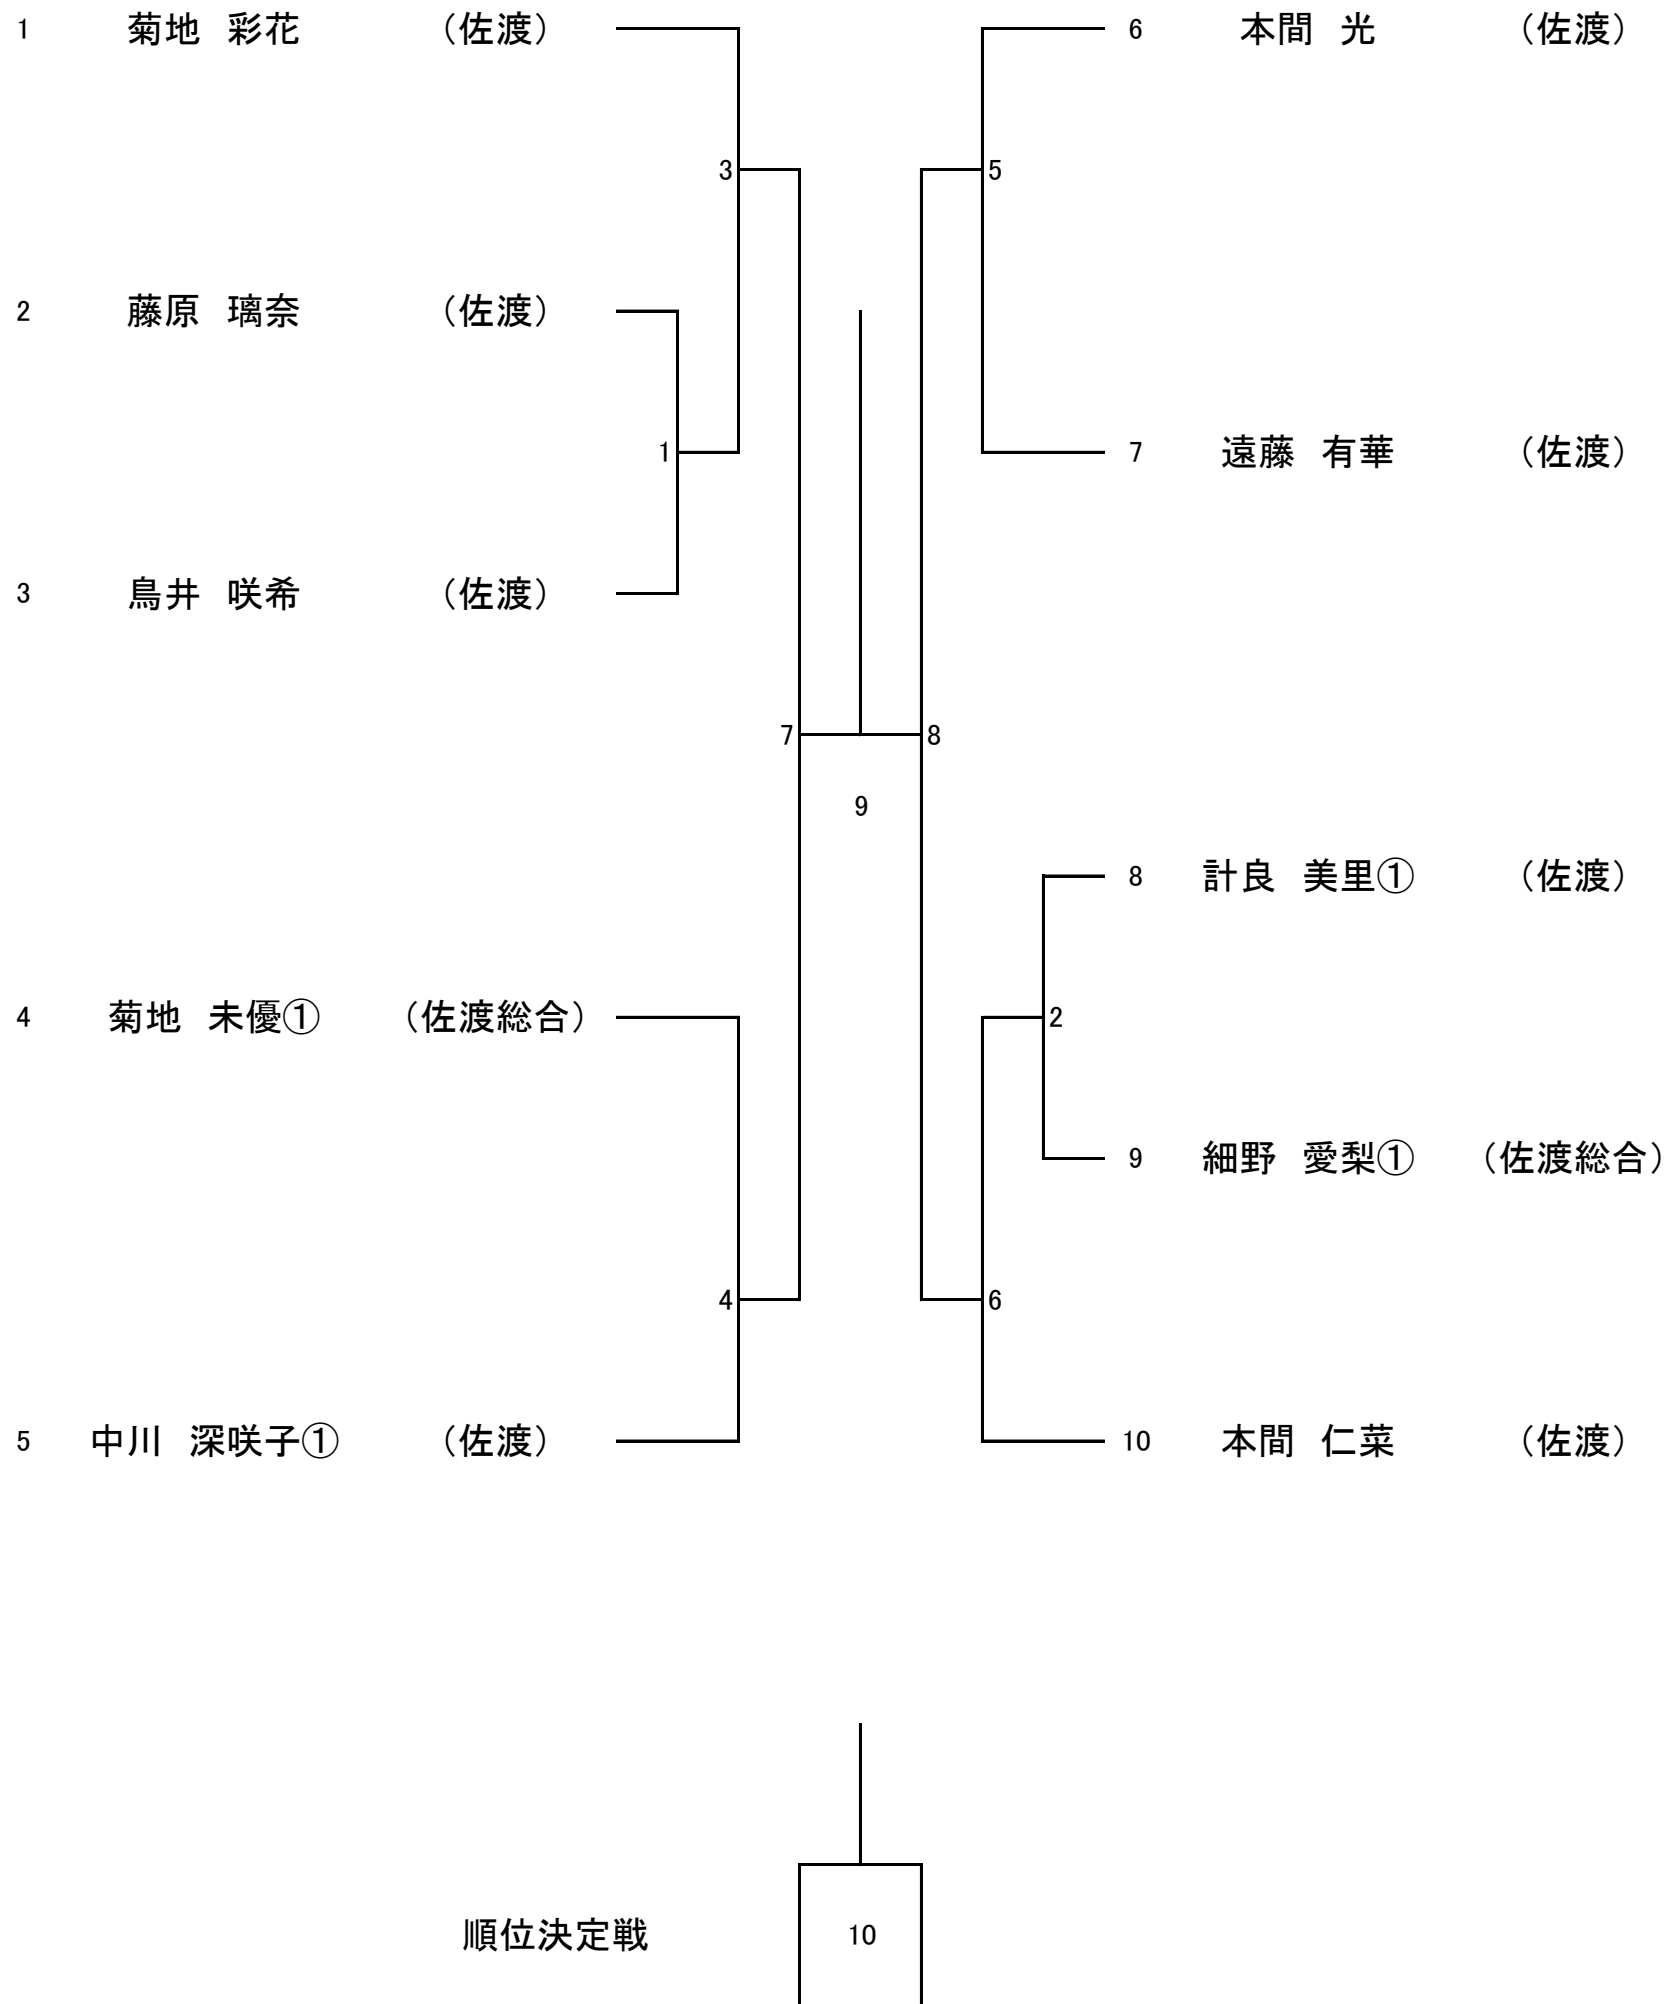 1 菊地 彩花 (佐渡)
6 本間 光 (佐渡)
3
5
2 藤原 璃奈 (佐渡)
1
7 遠藤 有華 (佐渡)
3 鳥井 咲希 (佐渡)
7
8
9
8 計良 美里① (佐渡)
4 菊地 未優① (佐渡総合)
2
9 細野 愛梨① (佐渡総合)
4
6
5 中川 深咲子① (佐渡)
10 本間 仁菜 (佐渡)
順位決定戦 10